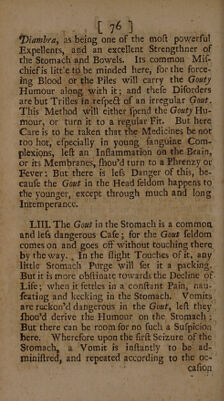 [ 76 ]
Diambra, as being one of the most powerful
Expellents, and an excellent Strengthner of
the Stomach and Bowels. Its common Mis-
chief is little to be minded here, for the force-
ing Blood or the Piles will carry the Gouty
Humour along with it; and these Disorders
are but Trifles in respect of an irregular Gout.
This Method will either spend the Gouty Hu-
mour, or turn it to a regular Fit. But here
Care is to be taken that the Medicines be not
too hot, especially in young sanguine Com-
plexions, lest an Inflammation on the Brain,
or its Membranes, shou'd turn to a Phrenzy or
Fever: But there is less Danger of this, be-
cause the Gout in the Head seldom happens to
the younger, except through much and long
Intemperance.
LIII. The Gout in the Stomach is a common
and less dangerous Case; for the Gout seldom
comes on and goes off without touching there
by the way. In the slight Touches of it, any
little Stomach Purge will set it a packing.
But it is more obstinate towards the Decline of
Life; when it settles in a constant Pain, nau-
seating and kecking in the Stomach. Vomits
are reckon'd dangerous in the Gout, lest they
shou'd derive the Humour on the Stomach;
But there can be room for no such a Suspicion
here. Wherefore upon the first Seizure of the
Stomach, a Vomit is instantly to be ad-
ministred, and repeated according to the oc-
casion